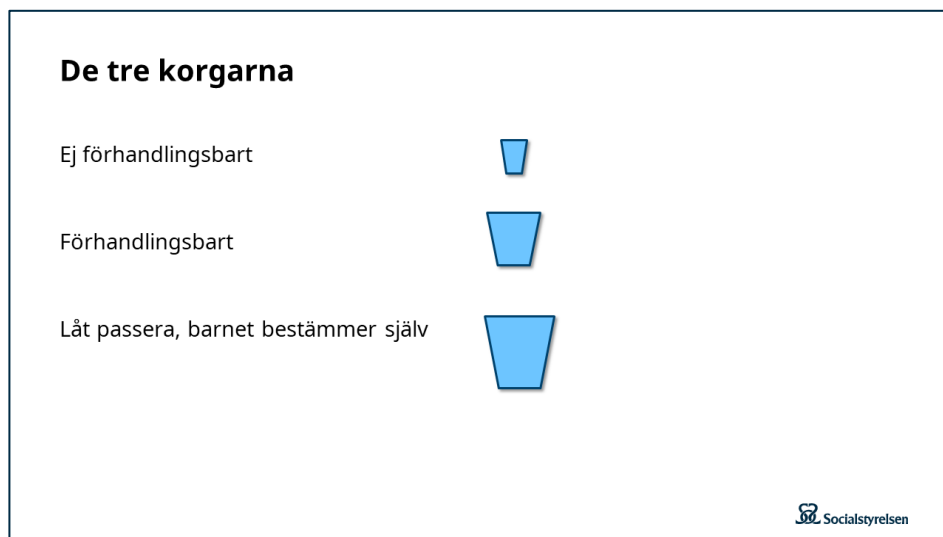 De tre korgarna
Ej förhandlingsbart
Förhandlingsbart
Låt passera, barnet bestämmer själv
Socialstyrelsen